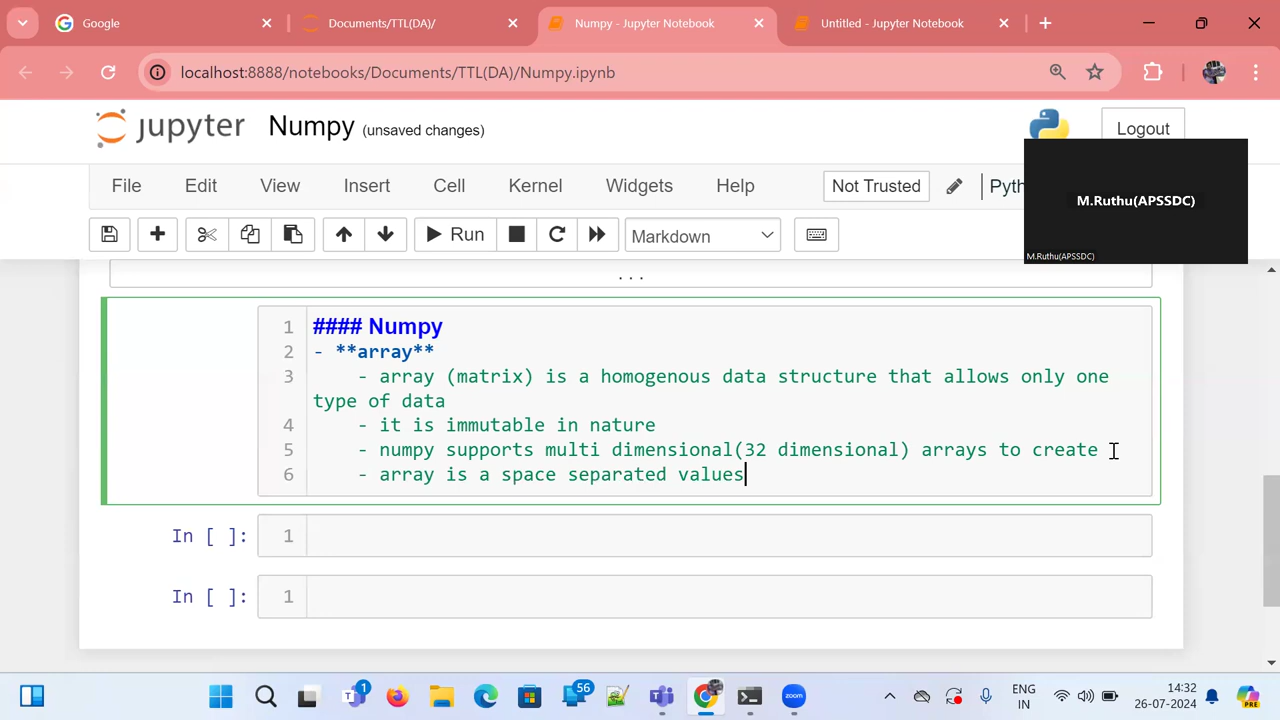 Google
Documents/TTL(DA)/
Numpy - Jupyter Notebook
Untitled - Jupyter Notebook
localhost:8888/notebooks/Documents/TTL(DA)/Numpy.ipynb
jupyter Numpy (unsaved changes)
Logout
File Edit View Insert Cell Kernel Widgets Help Not Trusted Pyth
M.Ruthu(APSSDC)
M.Ruthu(APSSDC)
Run Markdown
...
1 #### Numpy
2 - **array**
3 - array (matrix) is a homogenous data structure that allows only one
type of data
4 - it is immutable in nature
5 - numpy supports multi dimensional(32 dimensional) arrays to create
6 - array is a space separated values
In [ ]: 1
In [ ]: 1
1
56
zoom
ENG
IN
14:32
26-07-2024
PRE